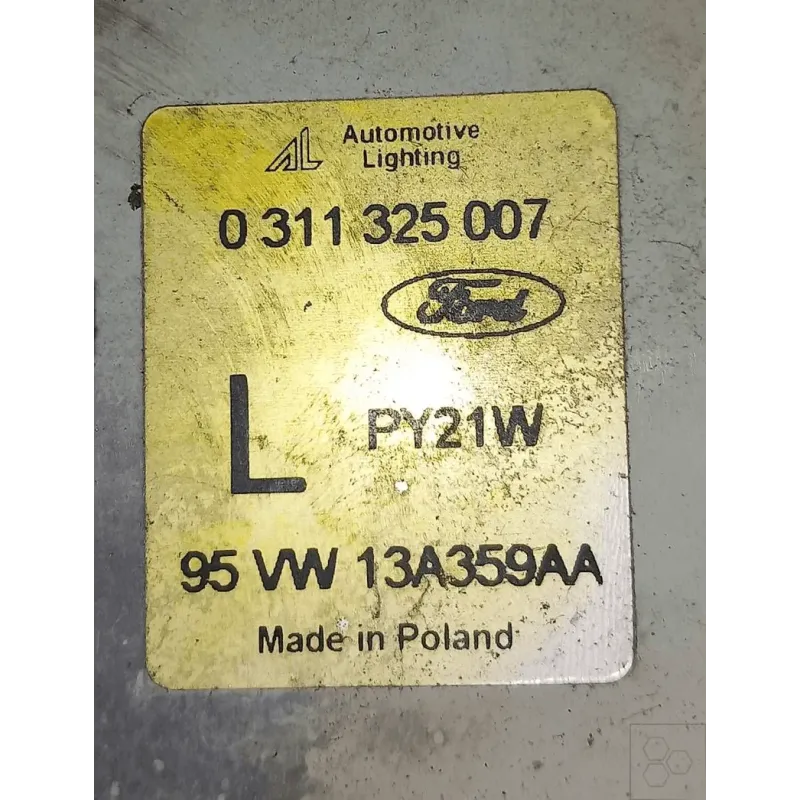 AL Automotive
Lighting
0 311 325 007
Ford
L PY21W
95 VW 13A359AA
Made in Poland